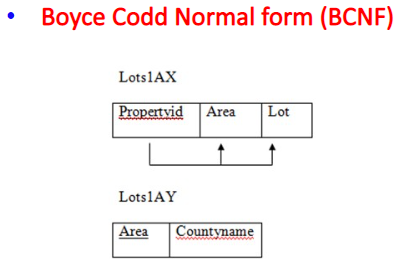 • Boyce Codd Normal form (BCNF)
Lots1AX
Propertyid Area Lot
Lots1AY
Area Countyname